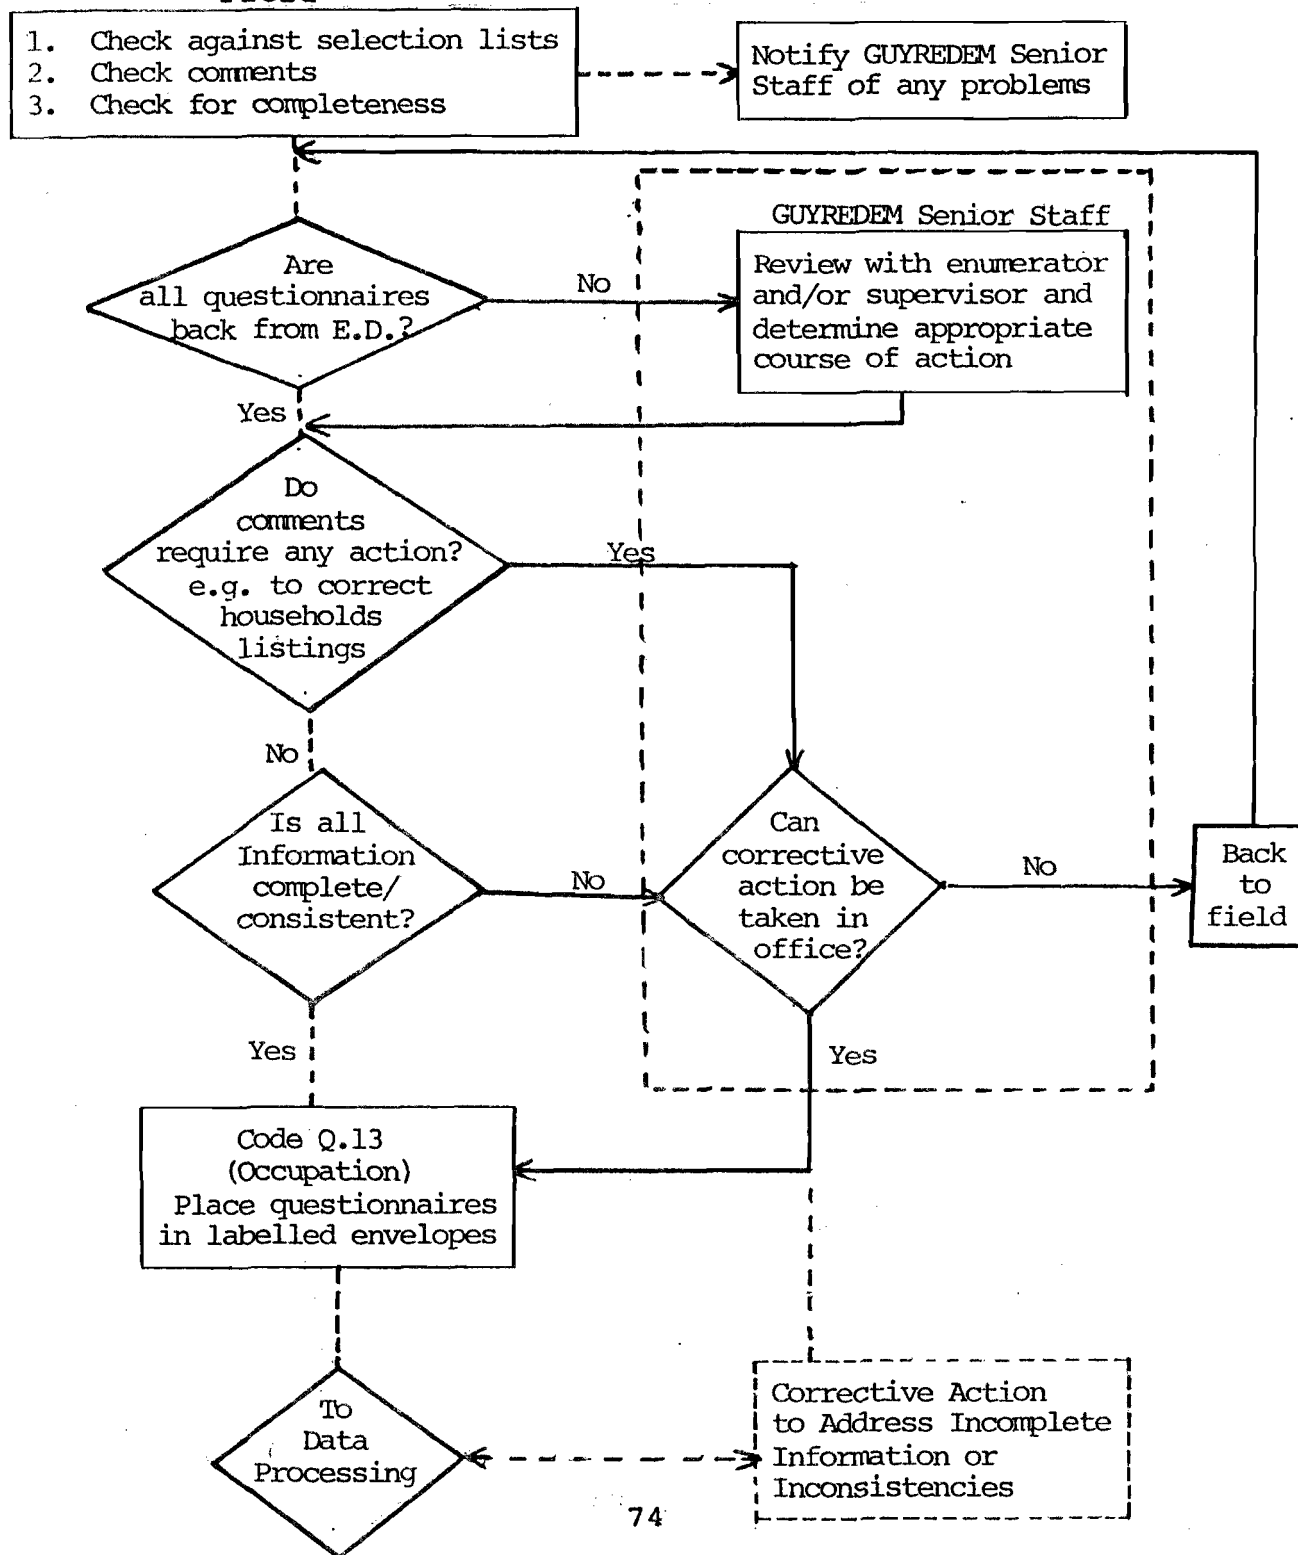 1. Check against selection lists
2. Check comments
3. Check for completeness
Notify GUYREDEM Senior
Staff of any problems
GUYREDEM Senior Staff
Are
all questionnaires
back from E.D.?
No
Review with enumerator
and/or supervisor and
determine appropriate
course of action
Yes
Do
comments
require any action?
e.g. to correct
households
listings
Yes
No
Is all
Information
complete/
consistent?
No
Can
corrective
action be
taken in
office?
No
Back
to
field
Yes
Yes
Code Q.13
(Occupation)
Place questionnaires
in labelled envelopes
To
Data
Processing
Corrective Action
to Address Incomplete
Information or
Inconsistencies
74